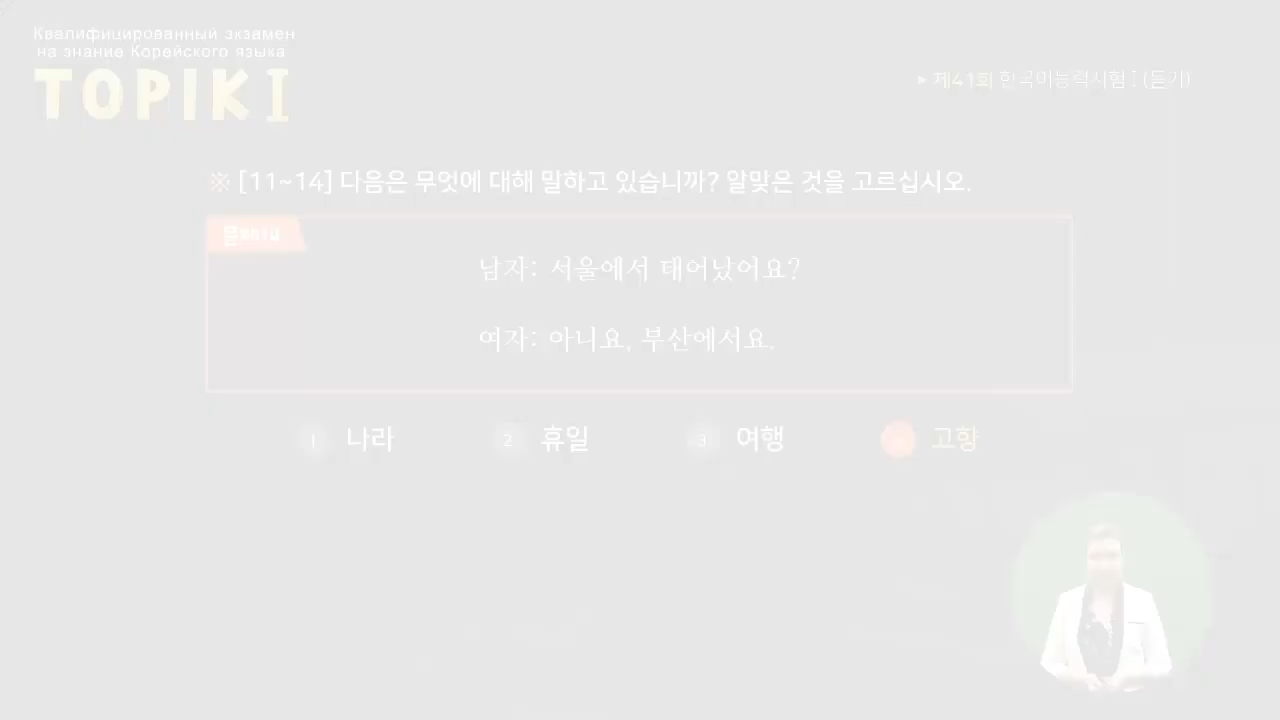 Квалифицированный экзамен
на знание Корейского языка
TOPIK I
▸ 제41회 한국어능력시험 I (듣기)
※ [11~14] 다음은 무엇에 대해 말하고 있습니까? 알맞은 것을 고르십시오.
남자: 서울에서 태어났어요?
여자: 아니요, 부산에서요.
1 나라 2 휴일 3 여행 고향